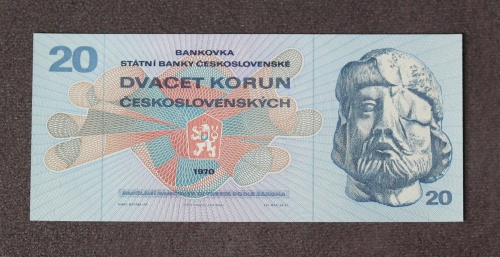 20
BANKOVKA
STÁTNÍ BANKY ČESKOSLOVENSKÉ
DVACET KORUN
ČESKOSLOVENSKÝCH
1970
20